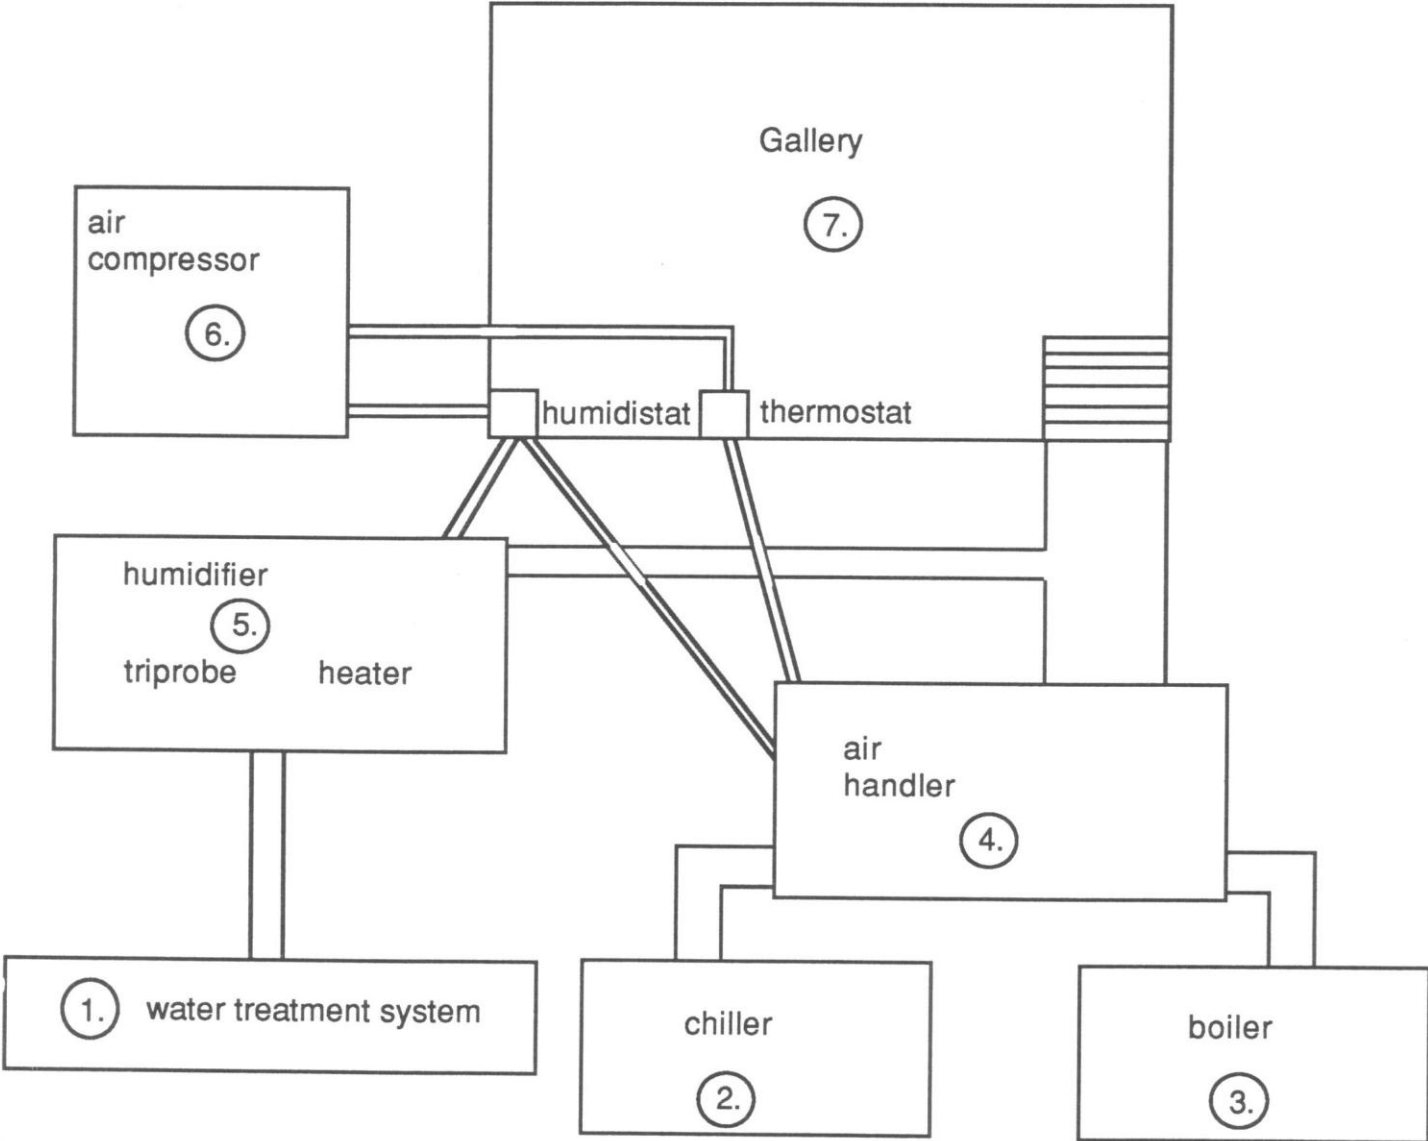 Gallery
7.
air
compressor
6.
humidistat
thermostat
humidifier
5.
triprobe heater
air
handler
4.
1. water treatment system
chiller
2.
boiler
3.